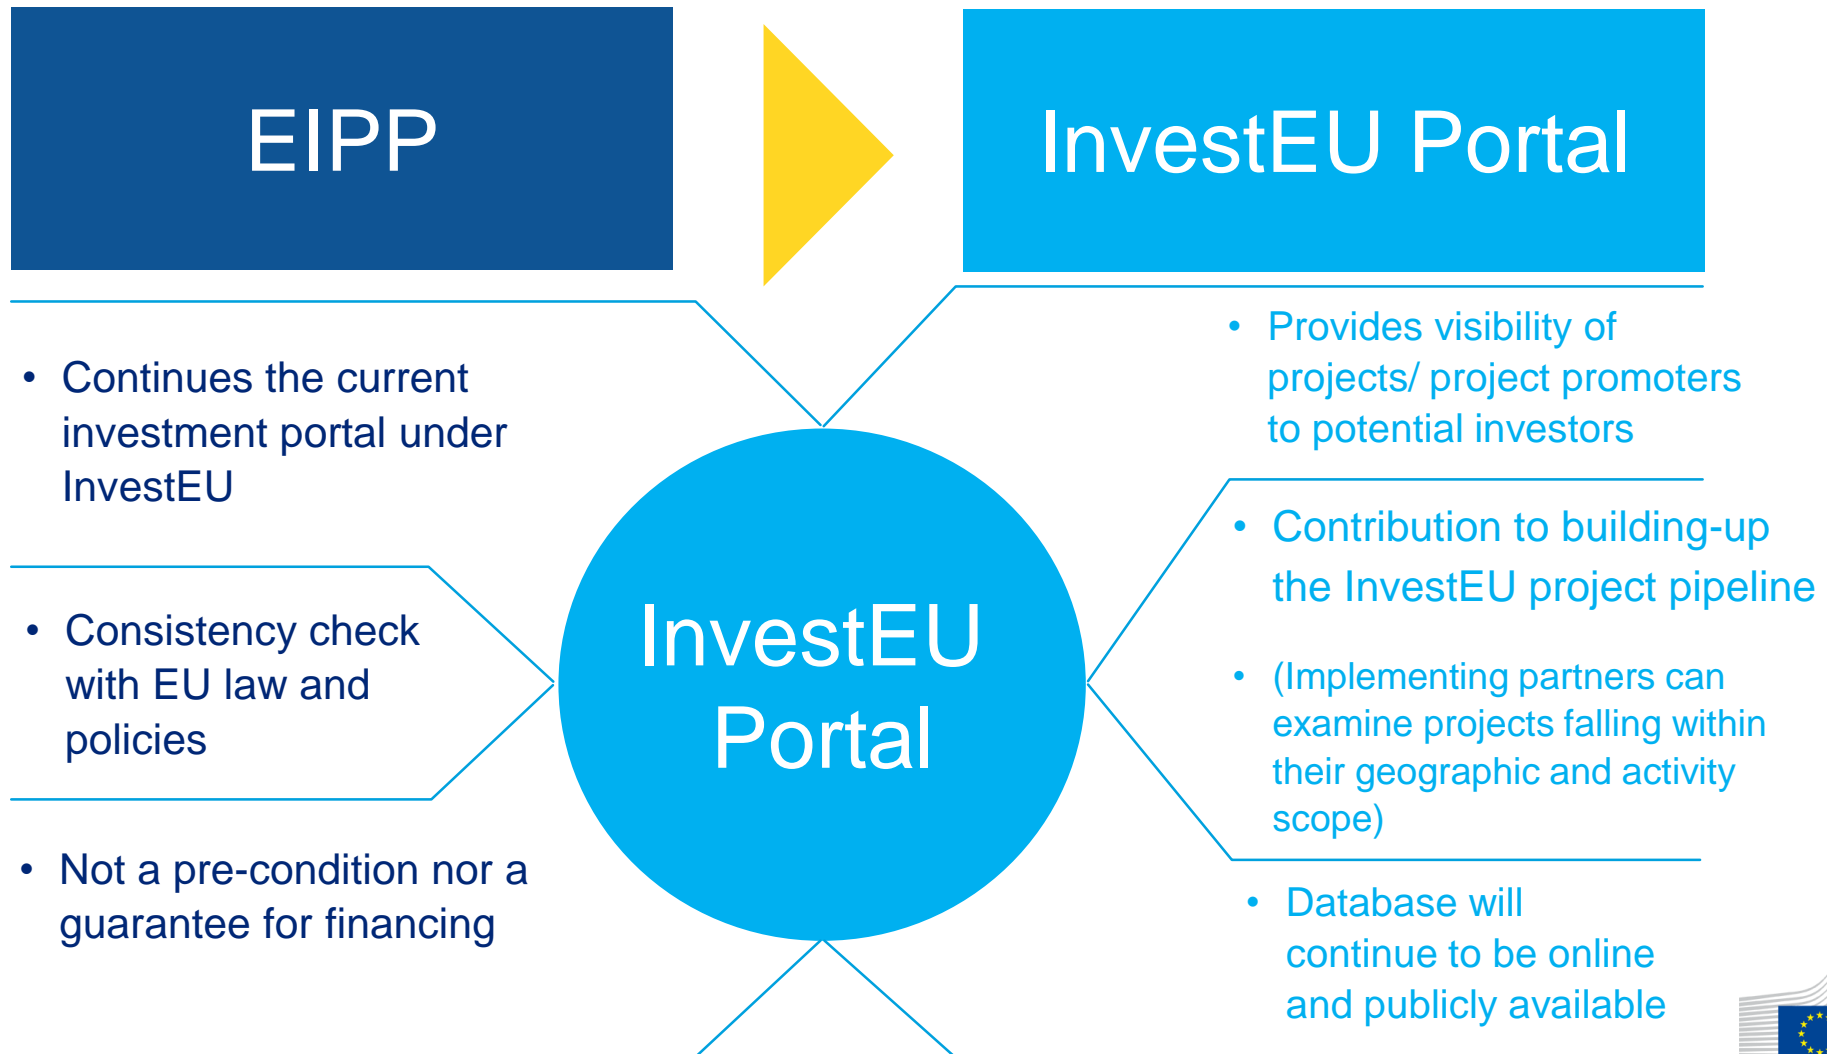 EIPP
InvestEU Portal
• Continues the current
investment portal under
InvestEU
• Consistency check
with EU law and
policies
• Not a pre-condition nor a
guarantee for financing
InvestEU
Portal
• Provides visibility of
projects/ project promoters
to potential investors
• Contribution to building-up
the InvestEU project pipeline
• (Implementing partners can
examine projects falling within
their geographic and activity
scope)
• Database will
continue to be online
and publicly available